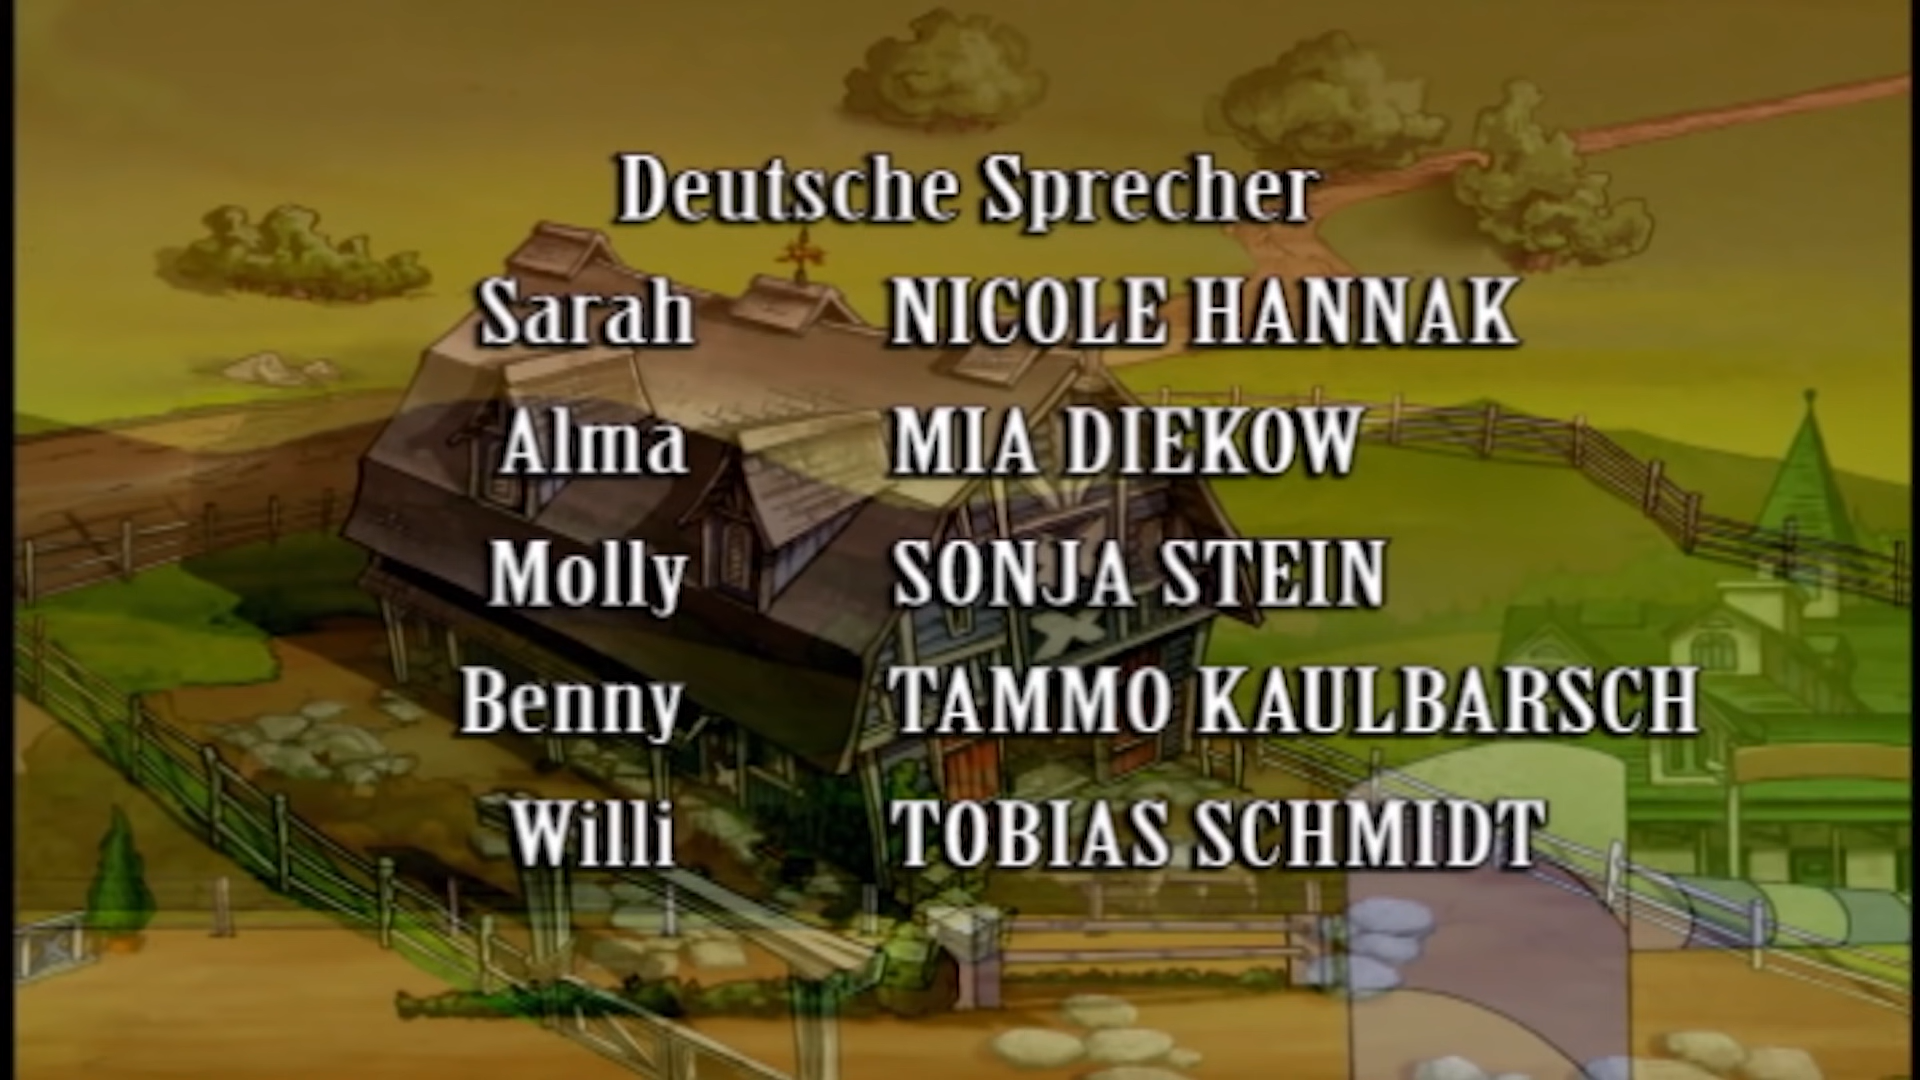 Deutsche Sprecher
Sarah NICOLE HANNAK
Alma MIA DIEKOW
Molly SONJA STEIN
Benny TAMMO KAULBARSCH
Willi TOBIAS SCHMIDT